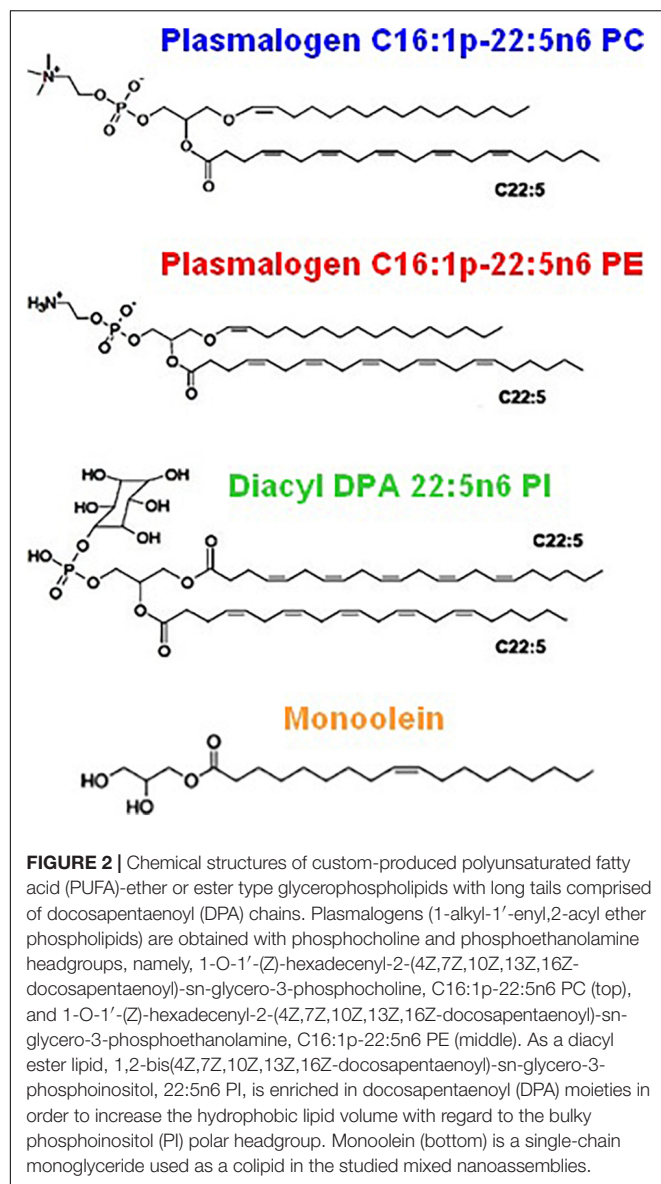 Plasmalogen C16:1p-22:5n6 PC
N+
O
P
O-
O
O
O
O
O
C22:5
Plasmalogen C16:1p-22:5n6 PE
H3N+
O
P
O-
O
O
O
O
O
C22:5
Diacyl DPA 22:5n6 PI
HO
OH
OH
HO
OH
O
HO
P
O
O
O
O
O
O
C22:5
C22:5
Monoolein
O
HO
O
HO
FIGURE 2 | Chemical structures of custom-produced polyunsaturated fatty
acid (PUFA)-ether or ester type glycerophospholipids with long tails comprised
of docosapentaenoyl (DPA) chains. Plasmalogens (1-alkyl-1′-enyl,2-acyl ether
phospholipids) are obtained with phosphocholine and phosphoethanolamine
headgroups, namely, 1-O-1′-(Z)-hexadecenyl-2-(4Z,7Z,10Z,13Z,16Z-
docosapentaenoyl)-sn-glycero-3-phosphocholine, C16:1p-22:5n6 PC (top),
and 1-O-1′-(Z)-hexadecenyl-2-(4Z,7Z,10Z,13Z,16Z-docosapentaenoyl)-sn-
glycero-3-phosphoethanolamine, C16:1p-22:5n6 PE (middle). As a diacyl
ester lipid, 1,2-bis(4Z,7Z,10Z,13Z,16Z-docosapentaenoyl)-sn-glycero-3-
phosphoinositol, 22:5n6 PI, is enriched in docosapentaenoyl (DPA) moieties in
order to increase the hydrophobic lipid volume with regard to the bulky
phosphoinositol (PI) polar headgroup. Monoolein (bottom) is a single-chain
monoglyceride used as a colipid in the studied mixed nanoassemblies.